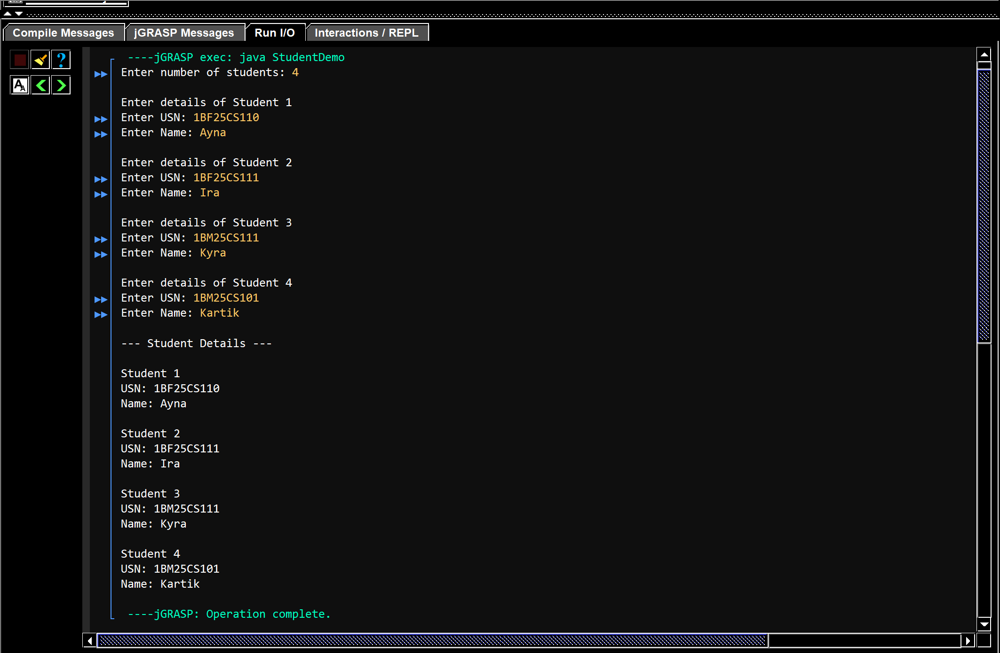 Compile Messages jGRASP Messages Run I/O Interactions / REPL
----jGRASP exec: java StudentDemo
Enter number of students: 4
Enter details of Student 1
Enter USN: 1BF25CS110
Enter Name: Ayna
Enter details of Student 2
Enter USN: 1BF25CS111
Enter Name: Ira
Enter details of Student 3
Enter USN: 1BM25CS111
Enter Name: Kyra
Enter details of Student 4
Enter USN: 1BM25CS101
Enter Name: Kartik
--- Student Details ---
Student 1
USN: 1BF25CS110
Name: Ayna
Student 2
USN: 1BF25CS111
Name: Ira
Student 3
USN: 1BM25CS111
Name: Kyra
Student 4
USN: 1BM25CS101
Name: Kartik
----jGRASP: Operation complete.